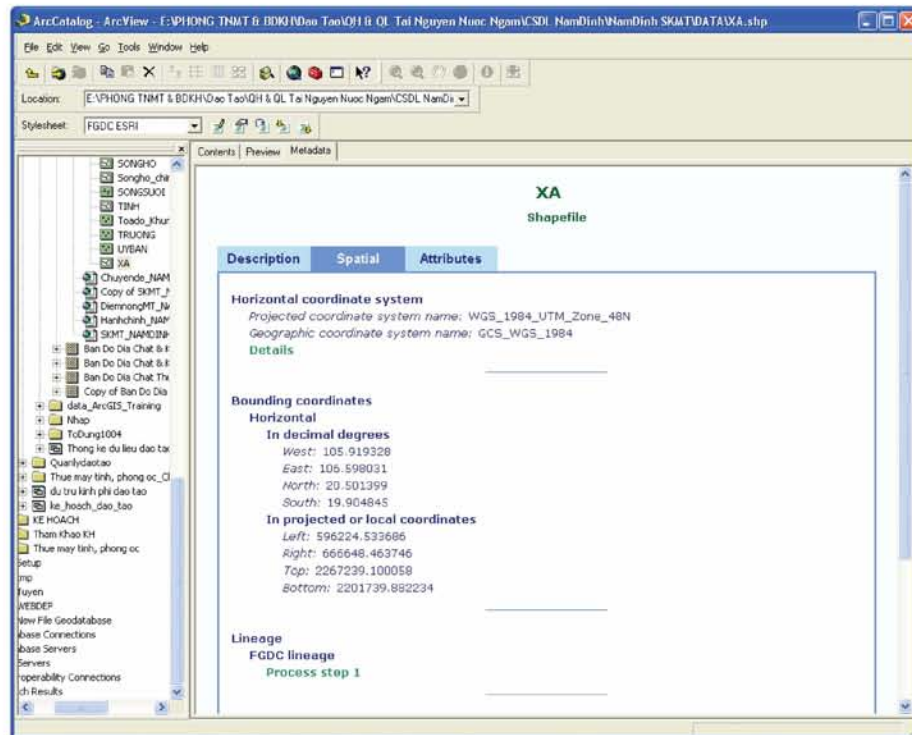 ArcCatalog - ArcView - E:\PHONG TNMT & BDKH\Dao Tao\QH & QL Tai Nguyen Nuoc Ngam\CSDL NamDinh\NamDinh SKMT\DATA\XA.shp
File Edit View Go Tools Window Help
Location: E:\PHONG TNMT & BDKH\Dao Tao\QH & QL Tai Nguyen Nuoc Ngam\CSDL NamDi
Stylesheet: FGDC ESRI
SONGHO
Songho_chir
SONGSUOI
TINH
Toado_Khur
TRUONG
UYBAN
XA
Chuyende_NAM
Copy of SKMT_N
DiemnongMT_NA
Hanhchinh_NAM
SKMT_NAMDINH
Ban Do Dia Chat & K
Ban Do Dia Chat & K
Ban Do Dia Chat Thu
Copy of Ban Do Dia
data_ArcGIS_Training
Nhap
ToDung1004
Thong ke du lieu dao tao
Quanlydaotao
Thue may tinh, phong oc_Cl
du tru kinh phi dao tao
ke_hoach_dao_tao
KE HOACH
Tham Khao KH
Thue may tinh, phong oc
Setup
mp
Tuyen
WEBDEP
New File Geodatabase
base Connections
base Servers
Servers
roperability Connections
ch Results
Contents Preview Metadata
XA
Shapefile
Description Spatial Attributes
Horizontal coordinate system
Projected coordinate system name: WGS_1984_UTM_Zone_48N
Geographic coordinate system name: GCS_WGS_1984
Details
Bounding coordinates
Horizontal
In decimal degrees
West: 105.919328
East: 106.598031
North: 20.501399
South: 19.904845
In projected or local coordinates
Left: 596224.533686
Right: 666648.463746
Top: 2267239.100058
Bottom: 2201739.882234
Lineage
FGDC lineage
Process step 1